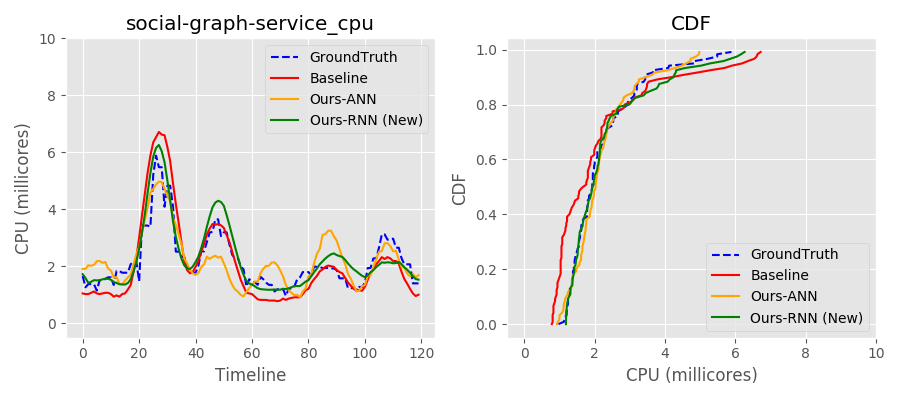 social-graph-service_cpu
CPU (millicores)
10
8
6
4
2
0
0 20 40 60 80 100 120
Timeline
GroundTruth
Baseline
Ours-ANN
Ours-RNN (New)
CDF
CDF
1.0
0.8
0.6
0.4
0.2
0.0
0 2 4 6 8 10
CPU (millicores)
GroundTruth
Baseline
Ours-ANN
Ours-RNN (New)